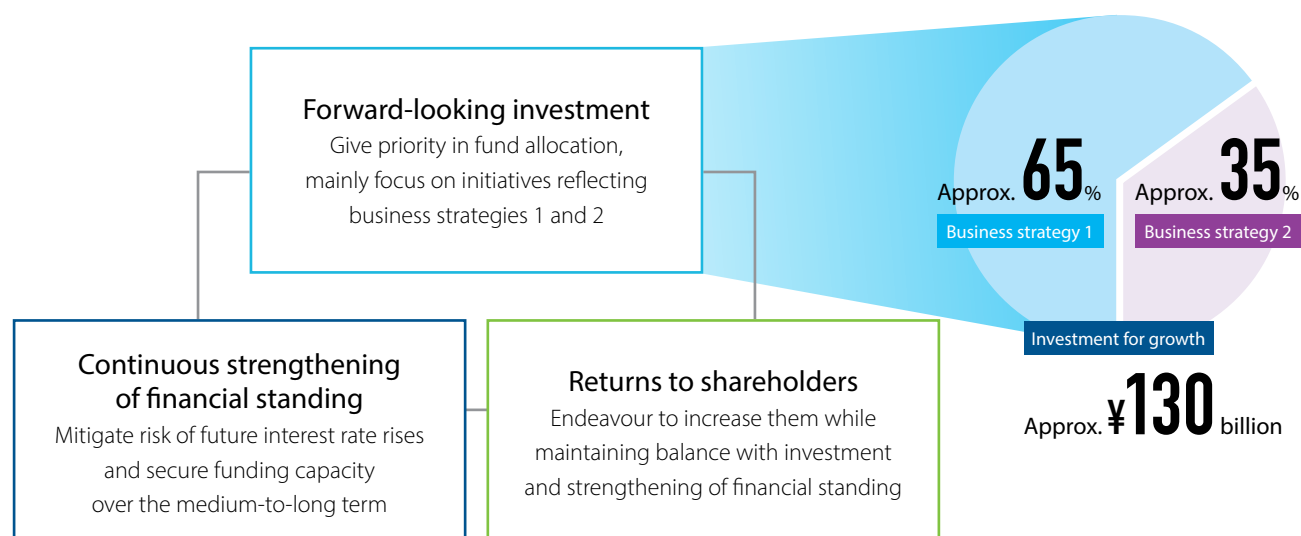 Forward-looking investment
Give priority in fund allocation,
mainly focus on initiatives reflecting
business strategies 1 and 2
Approx. 65%
Business strategy 1
Approx. 35%
Business strategy 2
Investment for growth
Approx. ¥130 billion
Continuous strengthening
of financial standing
Mitigate risk of future interest rate rises
and secure funding capacity
over the medium-to-long term
Returns to shareholders
Endeavour to increase them while
maintaining balance with investment
and strengthening of financial standing